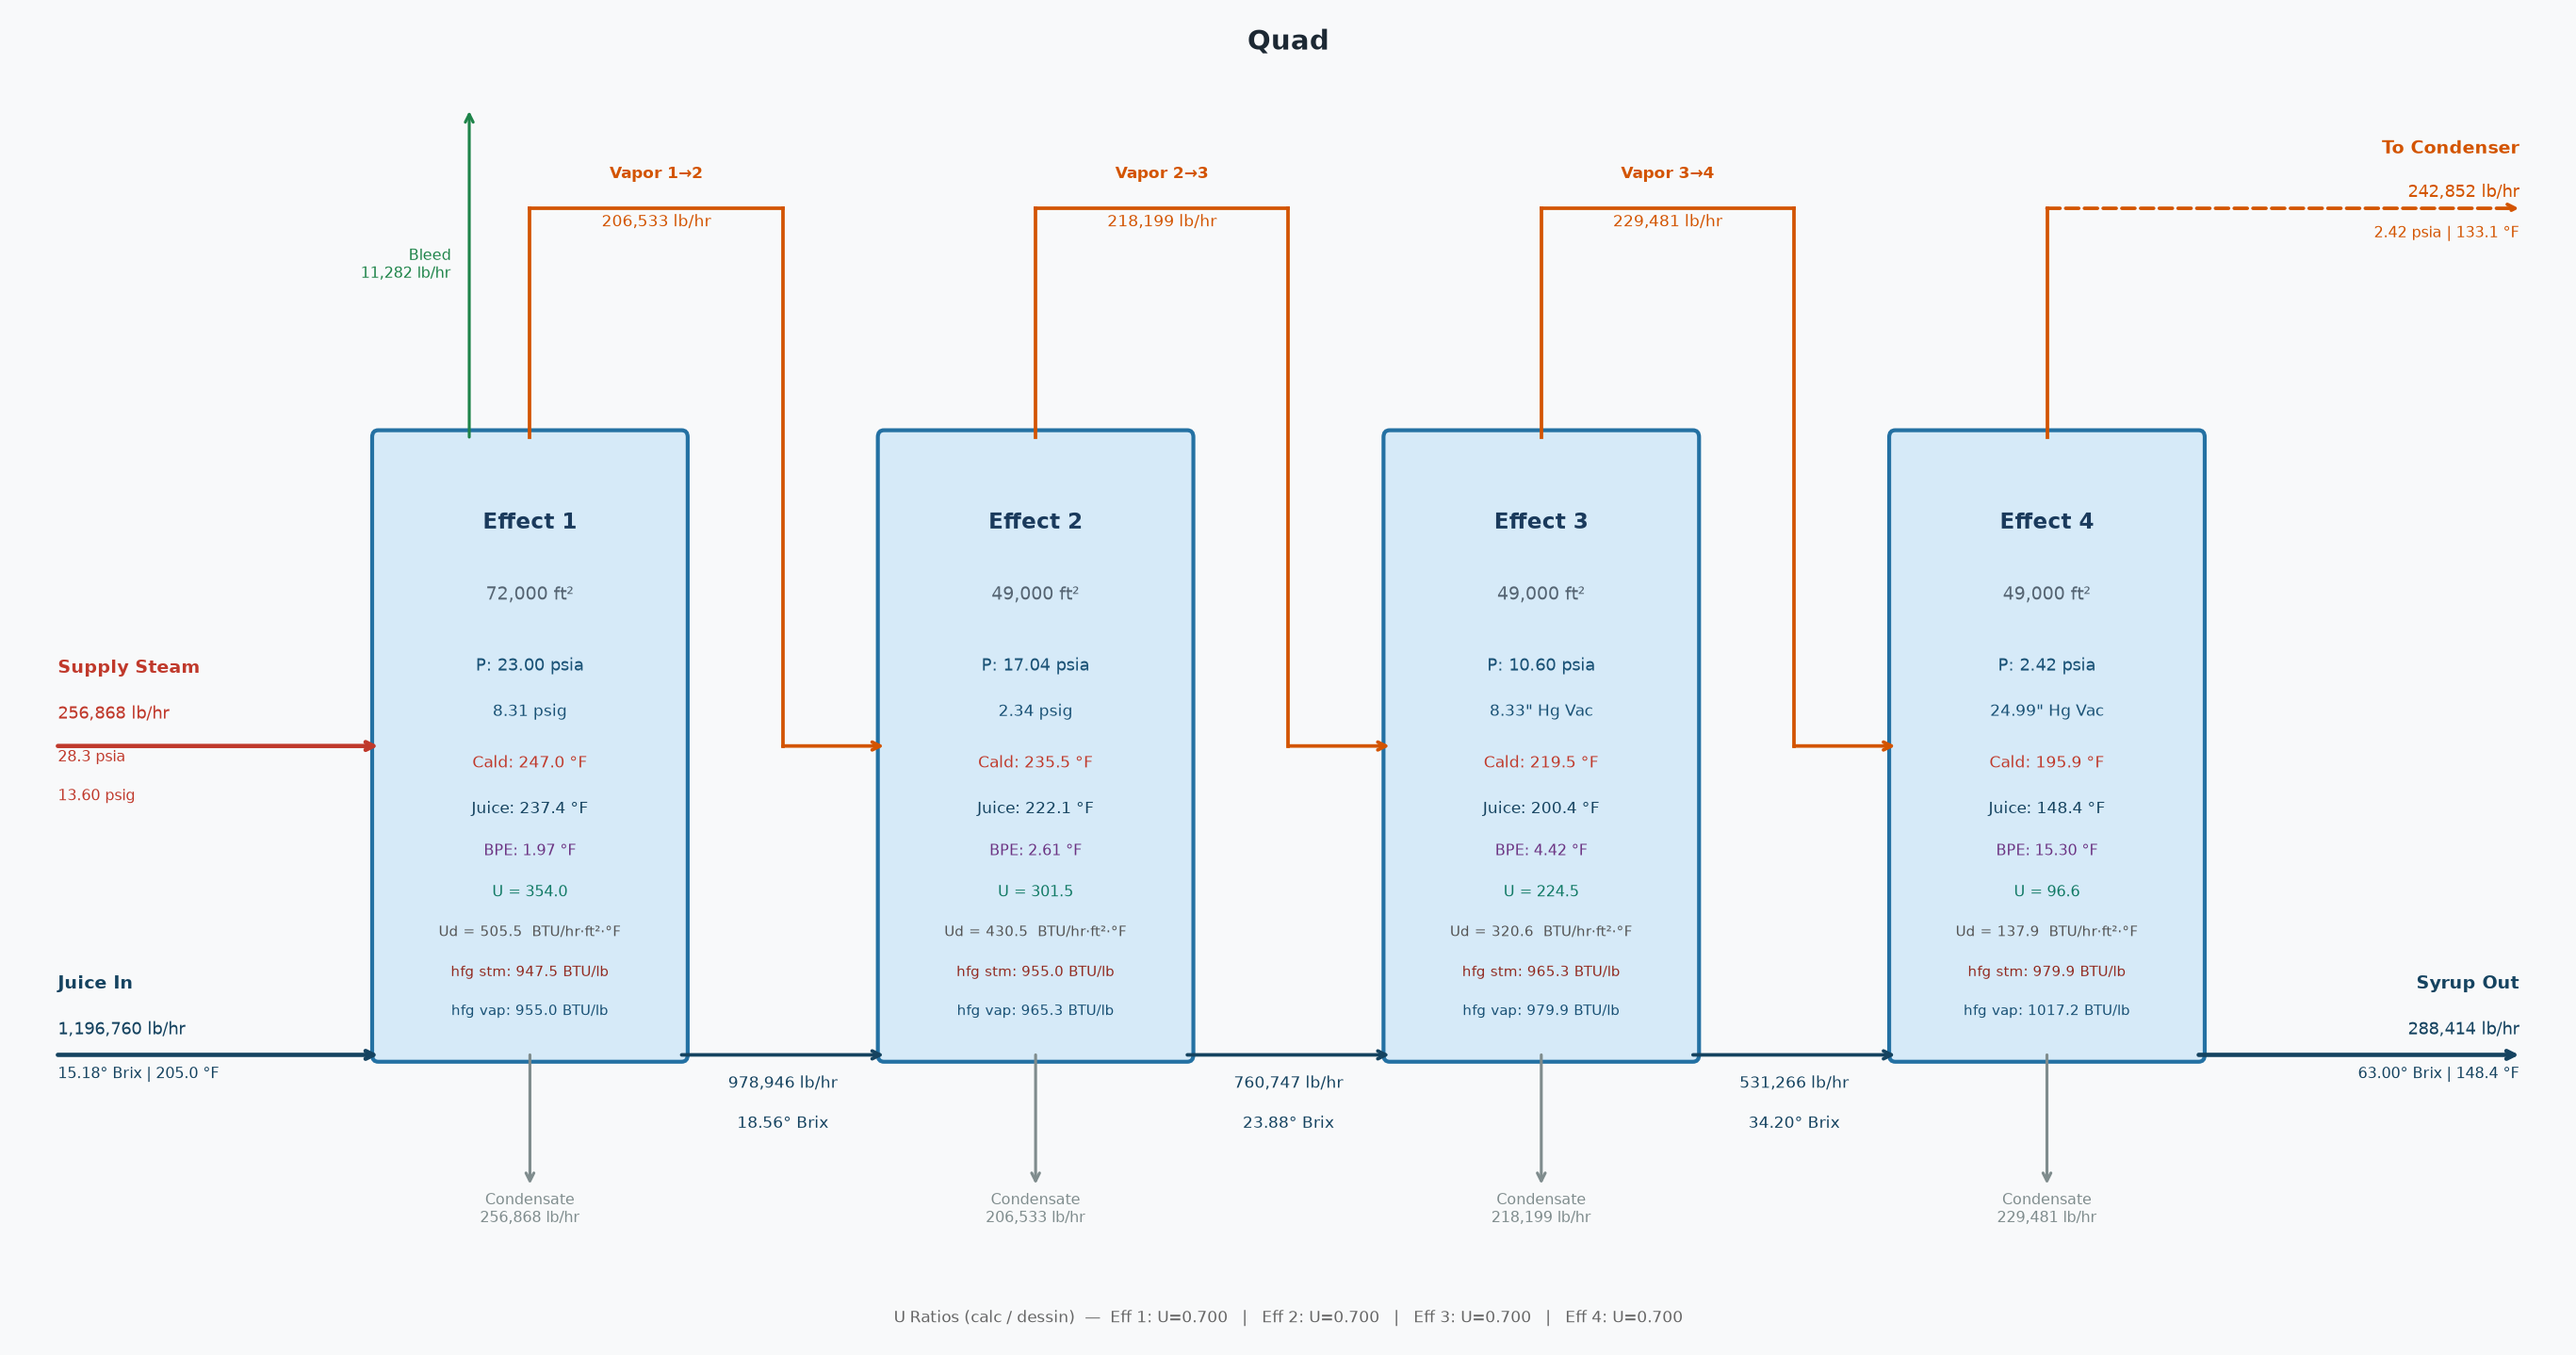 Quad
Bleed
11,282 lb/hr
Vapor 1→2
206,533 lb/hr
Vapor 2→3
218,199 lb/hr
Vapor 3→4
229,481 lb/hr
To Condenser
242,852 lb/hr
2.42 psia | 133.1 °F
Supply Steam
256,868 lb/hr
28.3 psia
13.60 psig
Juice In
1,196,760 lb/hr
15.18° Brix | 205.0 °F
Effect 1
72,000 ft²
P: 23.00 psia
8.31 psig
Cald: 247.0 °F
Juice: 237.4 °F
BPE: 1.97 °F
U = 354.0
Ud = 505.5  BTU/hr·ft²·°F
hfg stm: 947.5 BTU/lb
hfg vap: 955.0 BTU/lb
Condensate
256,868 lb/hr
978,946 lb/hr
18.56° Brix
Effect 2
49,000 ft²
P: 17.04 psia
2.34 psig
Cald: 235.5 °F
Juice: 222.1 °F
BPE: 2.61 °F
U = 301.5
Ud = 430.5  BTU/hr·ft²·°F
hfg stm: 955.0 BTU/lb
hfg vap: 965.3 BTU/lb
Condensate
206,533 lb/hr
760,747 lb/hr
23.88° Brix
Effect 3
49,000 ft²
P: 10.60 psia
8.33" Hg Vac
Cald: 219.5 °F
Juice: 200.4 °F
BPE: 4.42 °F
U = 224.5
Ud = 320.6  BTU/hr·ft²·°F
hfg stm: 965.3 BTU/lb
hfg vap: 979.9 BTU/lb
Condensate
218,199 lb/hr
531,266 lb/hr
34.20° Brix
Effect 4
49,000 ft²
P: 2.42 psia
24.99" Hg Vac
Cald: 195.9 °F
Juice: 148.4 °F
BPE: 15.30 °F
U = 96.6
Ud = 137.9  BTU/hr·ft²·°F
hfg stm: 979.9 BTU/lb
hfg vap: 1017.2 BTU/lb
Condensate
229,481 lb/hr
Syrup Out
288,414 lb/hr
63.00° Brix | 148.4 °F
U Ratios (calc / dessin)  —  Eff 1: U=0.700   |   Eff 2: U=0.700   |   Eff 3: U=0.700   |   Eff 4: U=0.700